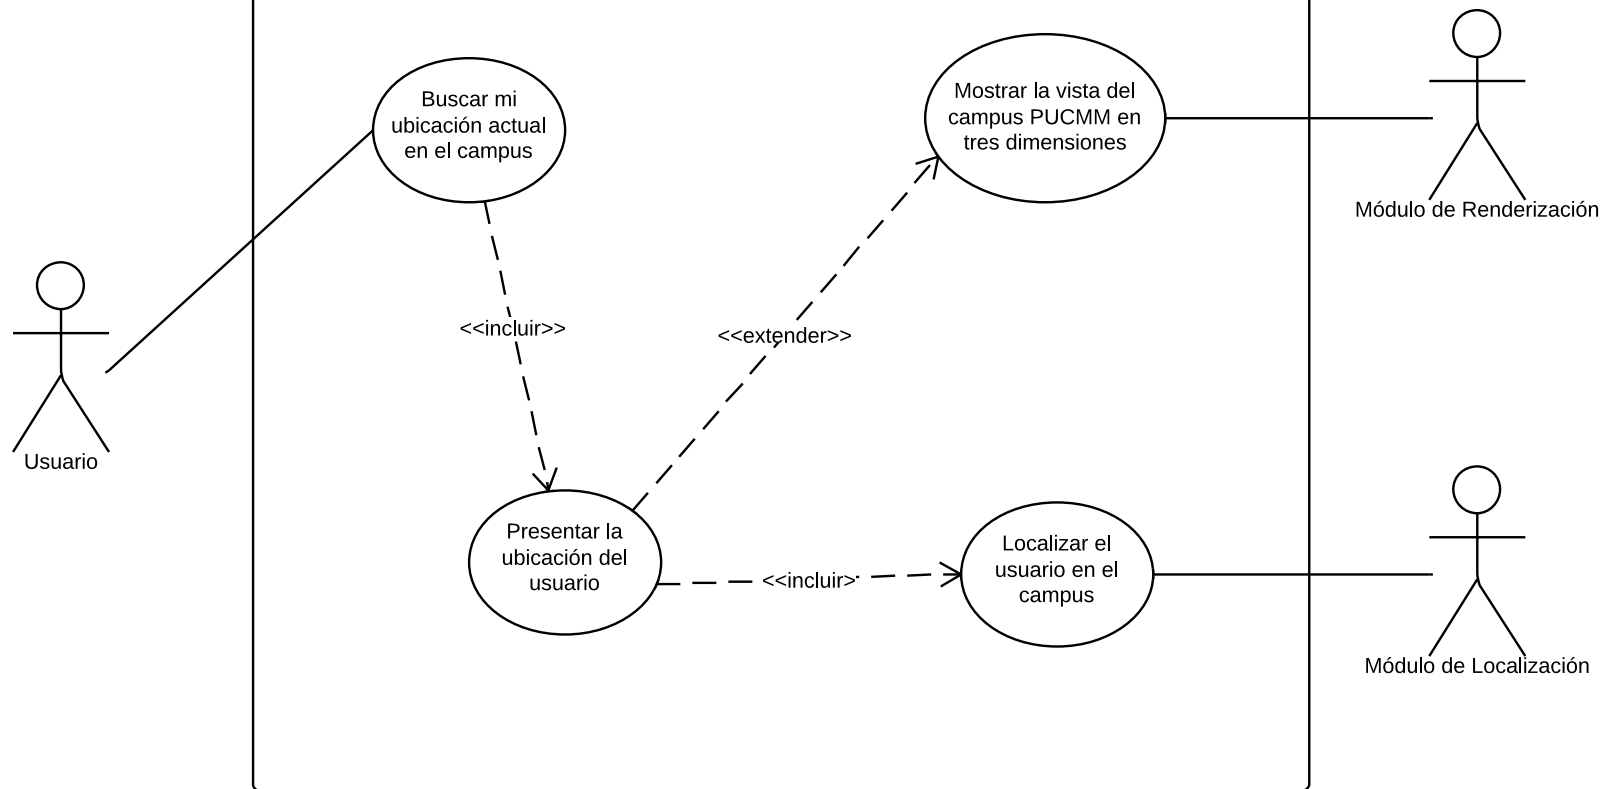 Buscar mi
ubicación actual
en el campus
Mostrar la vista del
campus PUCMM en
tres dimensiones
Módulo de Renderización
<<incluir>>
<<extender>>
Usuario
Presentar la
ubicación del
usuario
<<incluir>
Localizar el
usuario en el
campus
Módulo de Localización